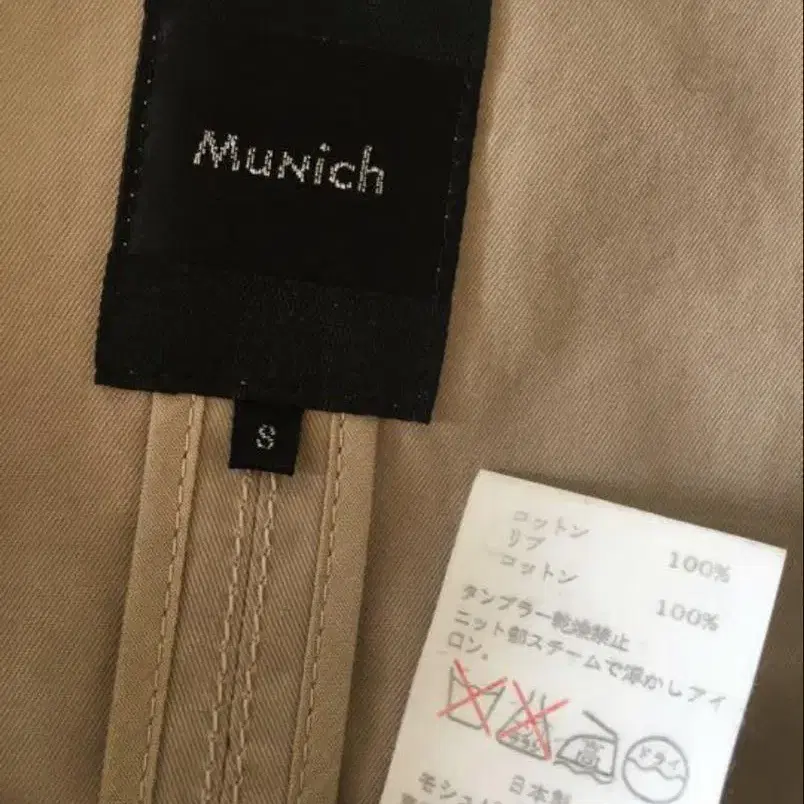 Munich
S
コットン 100%
リブ
コットン 100%
タンブラー乾燥禁止
ニット部スチームで浮かしアイ
ロン。
高
ドライ
日本製